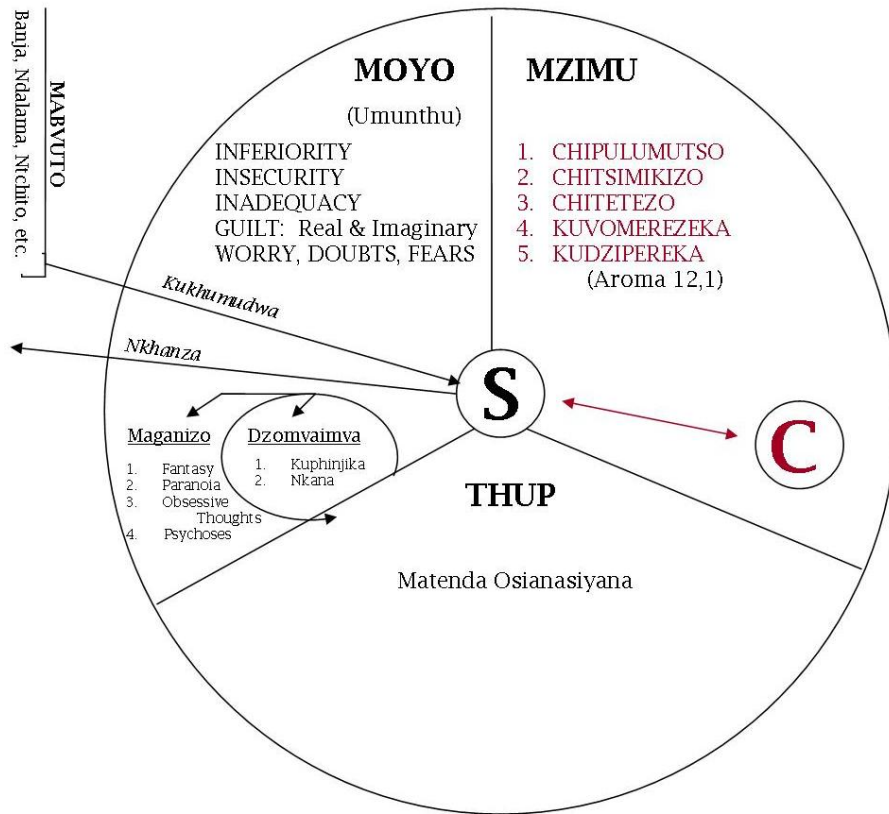 MABVUTO
Banja, Ndalama, Ntchito, etc.
MOYO
(Umunthu)
INFERIORITY
INSECURITY
INADEQUACY
GUILT: Real & Imaginary
WORRY, DOUBTS, FEARS
MZIMU
1. CHIPULUMUTSO
2. CHITSIMIKIZO
3. CHITETEZO
4. KUVOMEREZEKA
5. KUDZIPEREKA
(Aroma 12,1)
Kukhumudwa
Nkhanza
S
C
Maganizo
1. Fantasy
2. Paranoia
3. Obsessive
Thoughts
4. Psychoses
Dzomvaimva
1. Kuphinjika
2. Nkana
THUP
Matenda Osianasiyana